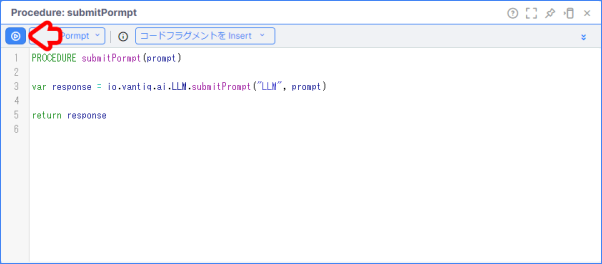 Procedure: submitPormpt
Pormpt コードフラグメントを Insert
1 PROCEDURE submitPormpt(prompt)
2
3 var response = io.vantiq.ai.LLM.submitPrompt("LLM", prompt)
4
5 return response
6